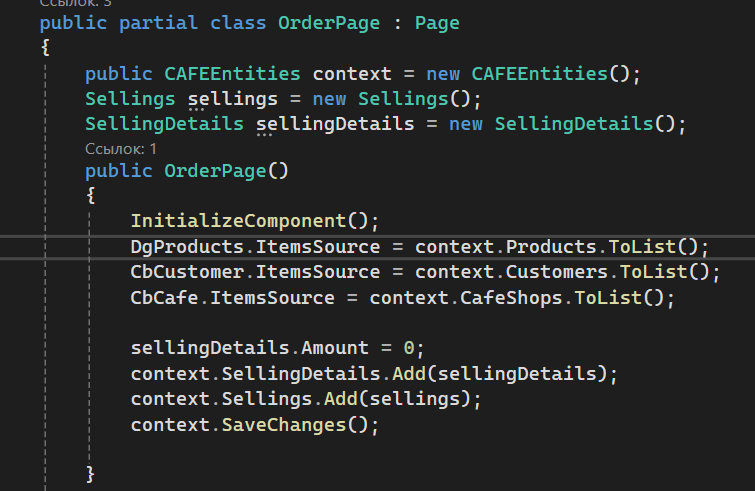 Ссылок: 3
public partial class OrderPage : Page
{
public CAFEEntities context = new CAFEEntities();
Sellings sellings = new Sellings();
SellingDetails sellingDetails = new SellingDetails();
Ссылок: 1
public OrderPage()
{
InitializeComponent();
DgProducts.ItemsSource = context.Products.ToList();
CbCustomer.ItemsSource = context.Customers.ToList();
CbCafe.ItemsSource = context.CafeShops.ToList();
sellingDetails.Amount = 0;
context.SellingDetails.Add(sellingDetails);
context.Sellings.Add(sellings);
context.SaveChanges();
}